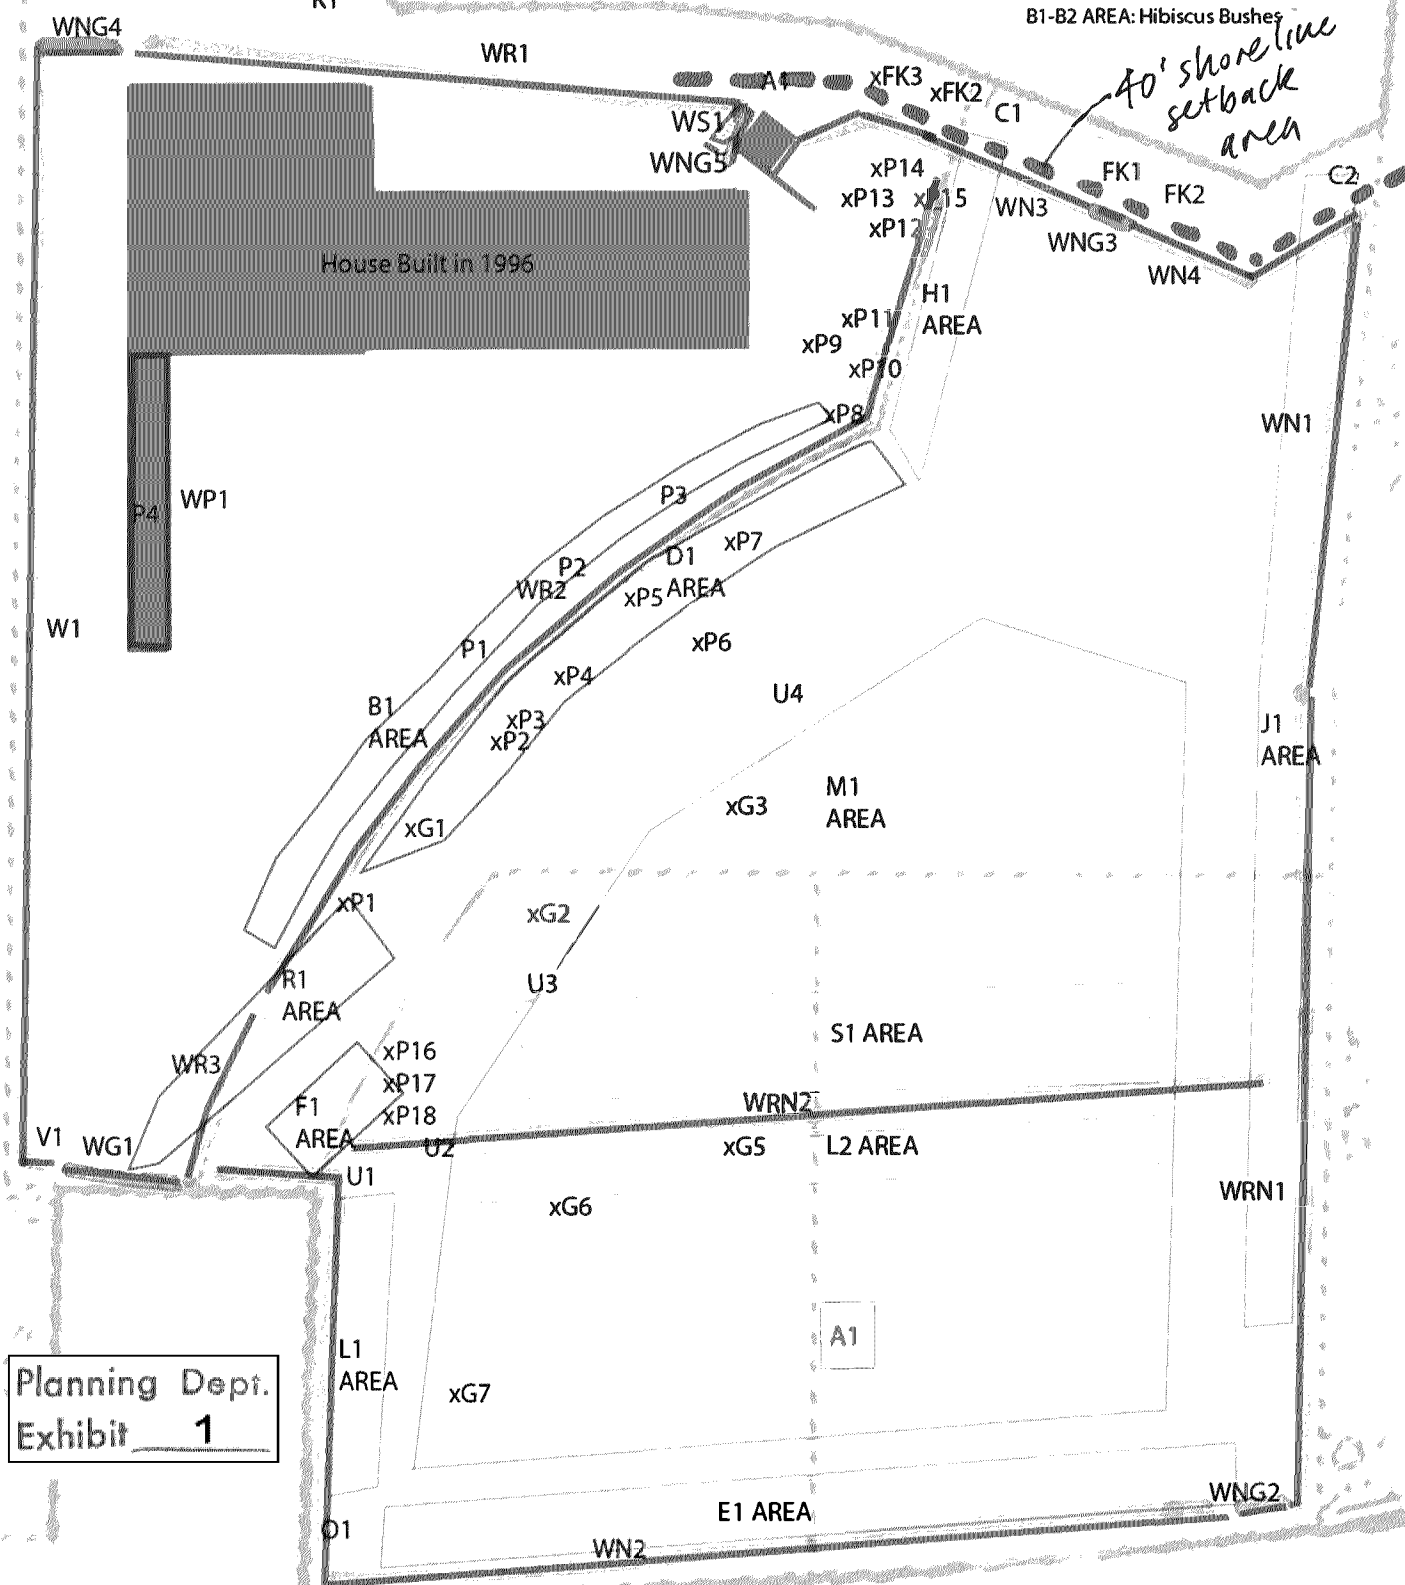 B1-B2 AREA: Hibiscus Bushes
WNG4
WR1
A1
xFK3
xFK2
C1
40' shoreline
setback
area
WS1
WNG5
xP14
xP13
xP15
xP12
WN3
FK1
FK2
C2
WNG3
WN4
House Built in 1996
H1
AREA
xP11
xP9
xP10
xP8
WN1
P3
WP1
P4
xP7
D1
AREA
P2
WR2
xP5
W1
P1
xP6
xP4
U4
B1
AREA
xP3
xP2
J1
AREA
M1
AREA
xG3
xG1
xP1
xG2
R1
AREA
U3
S1 AREA
WR3
xP16
xP17
xP18
F1
AREA
WRN2
V1
WG1
U2
U1
xG5
L2 AREA
xG6
WRN1
A1
L1
AREA
xG7
Planning Dept.
Exhibit 1
O1
E1 AREA
WNG2
WN2